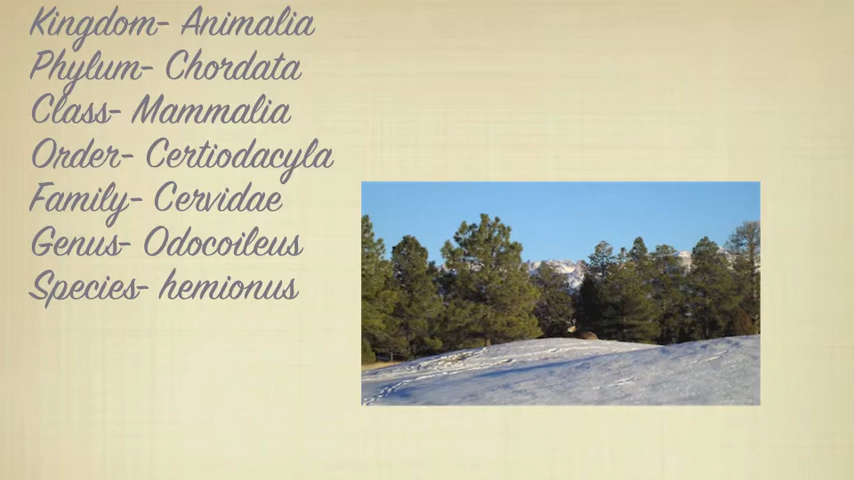 Kingdom- Animalia
Phylum- Chordata
Class- Mammalia
Order- Certiodacyla
Family- Cervidae
Genus- Odocoileus
Species- hemionus